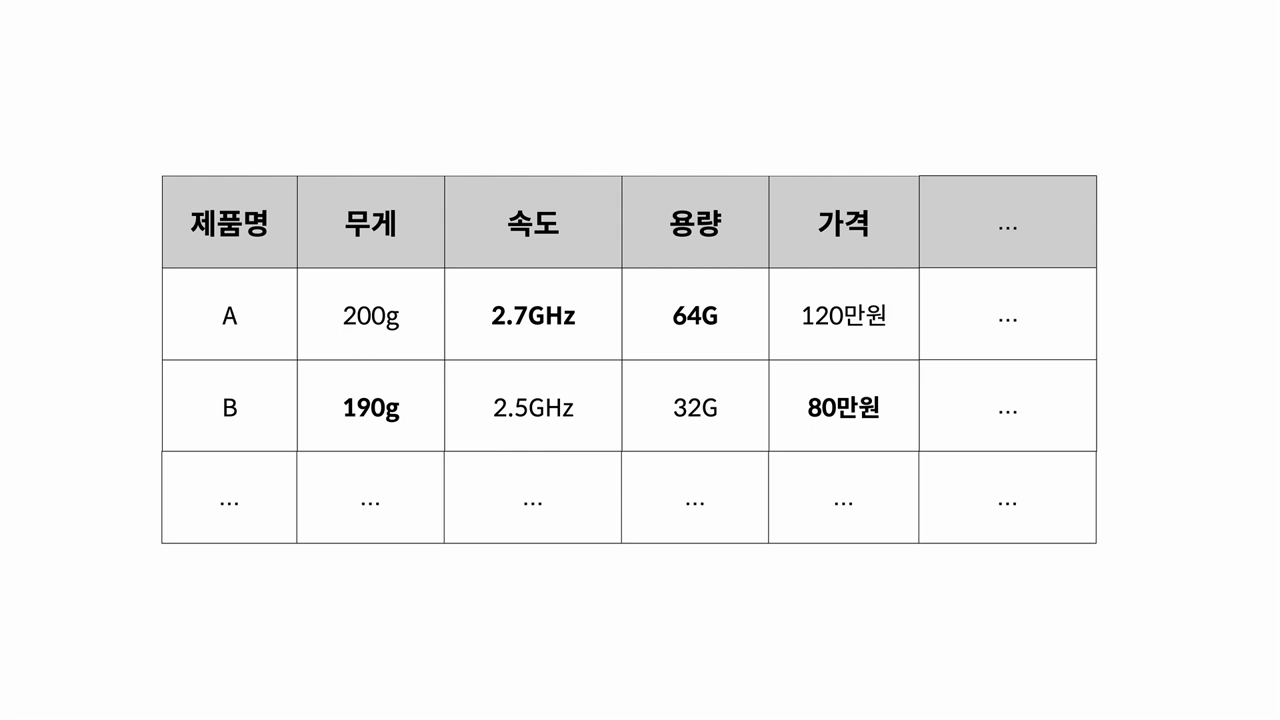 제품명 무게 속도 용량 가격 ...
A 200g 2.7GHz 64G 120만원 ...
B 190g 2.5GHz 32G 80만원 ...
... ... ... ... ... ...